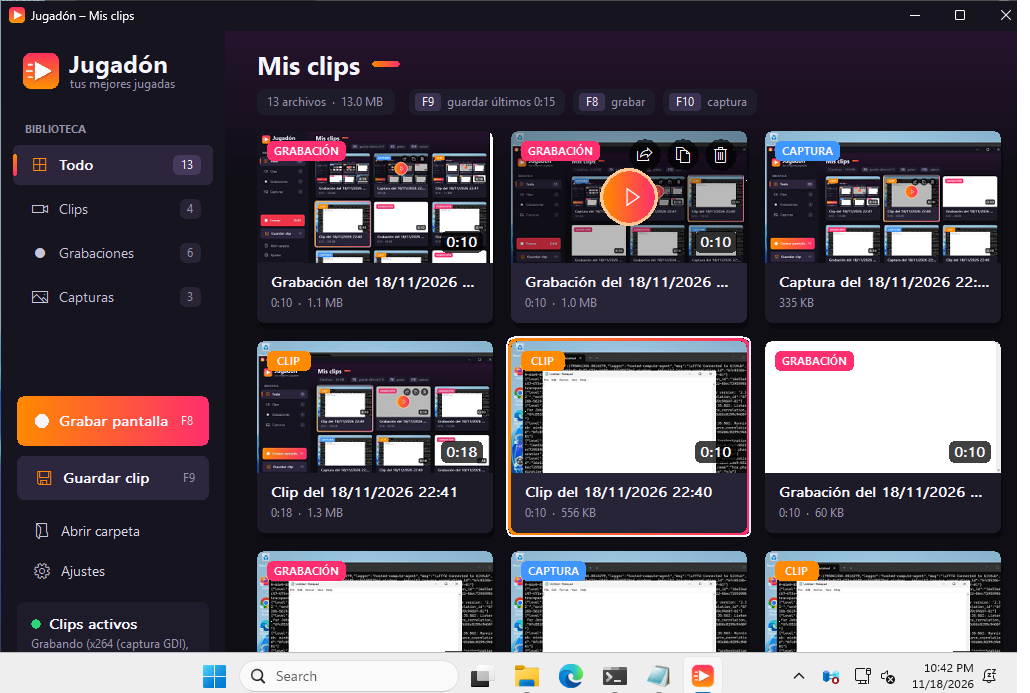 Jugadón – Mis clips
Jugadón
tus mejores jugadas
BIBLIOTECA
Todo 13
Clips 4
Grabaciones 6
Capturas 3
Grabar pantalla F8
Guardar clip F9
Abrir carpeta
Ajustes
Clips activos
Grabando (x264 (captura GDI),
Mis clips
13 archivos · 13.0 MB
F9 guardar últimos 0:15
F8 grabar
F10 captura
GRABACIÓN
0:10
Grabación del 18/11/2026 ...
0:10 · 1.1 MB
GRABACIÓN
0:10
Grabación del 18/11/2026 ...
0:10 · 1.0 MB
CAPTURA
Captura del 18/11/2026 22:...
335 KB
CLIP
0:18
Clip del 18/11/2026 22:41
0:18 · 1.3 MB
CLIP
0:10
Clip del 18/11/2026 22:40
0:10 · 556 KB
GRABACIÓN
0:10
Grabación del 18/11/2026 ...
0:10 · 60 KB
GRABACIÓN
CAPTURA
CLIP
Search
10:42 PM
11/18/2026